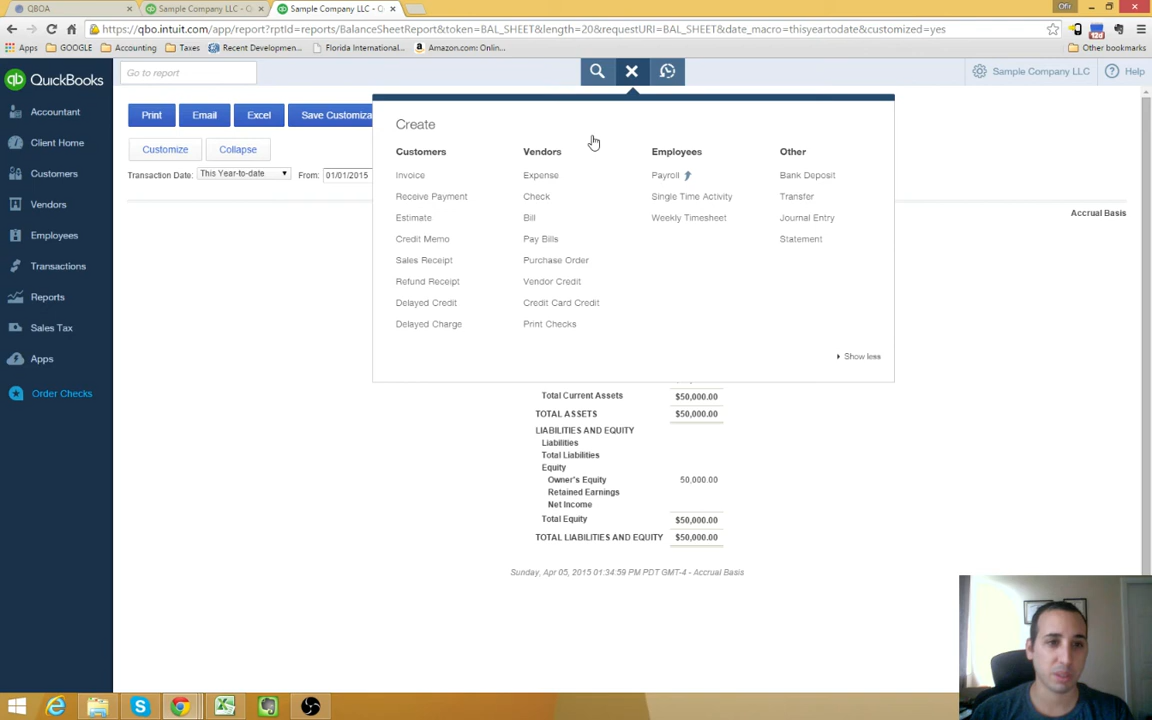 QBOA
Sample Company LLC - Q
Sample Company LLC - Q
Ofir
https://qbo.intuit.com/app/report?rptId=reports/BalanceSheetReport&token=BAL_SHEET&length=20&requestURI=BAL_SHEET&date_macro=thisyeartodate&customized=yes
Apps GOOGLE Accounting Taxes Recent Developmen... Florida International... Amazon.com: Onlin... Other bookmarks
qb QuickBooks
Go to report
Sample Company LLC
? Help
Accountant
Client Home
Customers
Vendors
Employees
Transactions
Reports
Sales Tax
Apps
Order Checks
Print Email Excel Save Customiza
Customize Collapse
Transaction Date: This Year-to-date From: 01/01/2015
Accrual Basis
Create
Customers
Invoice
Receive Payment
Estimate
Credit Memo
Sales Receipt
Refund Receipt
Delayed Credit
Delayed Charge
Vendors
Expense
Check
Bill
Pay Bills
Purchase Order
Vendor Credit
Credit Card Credit
Print Checks
Employees
Payroll
Single Time Activity
Weekly Timesheet
Other
Bank Deposit
Transfer
Journal Entry
Statement
Show less
Total Current Assets $50,000.00
TOTAL ASSETS $50,000.00
LIABILITIES AND EQUITY
Liabilities
Total Liabilities
Equity
Owner's Equity 50,000.00
Retained Earnings
Net Income
Total Equity $50,000.00
TOTAL LIABILITIES AND EQUITY $50,000.00
Sunday, Apr 05, 2015 01:34:59 PM PDT GMT-4 - Accrual Basis